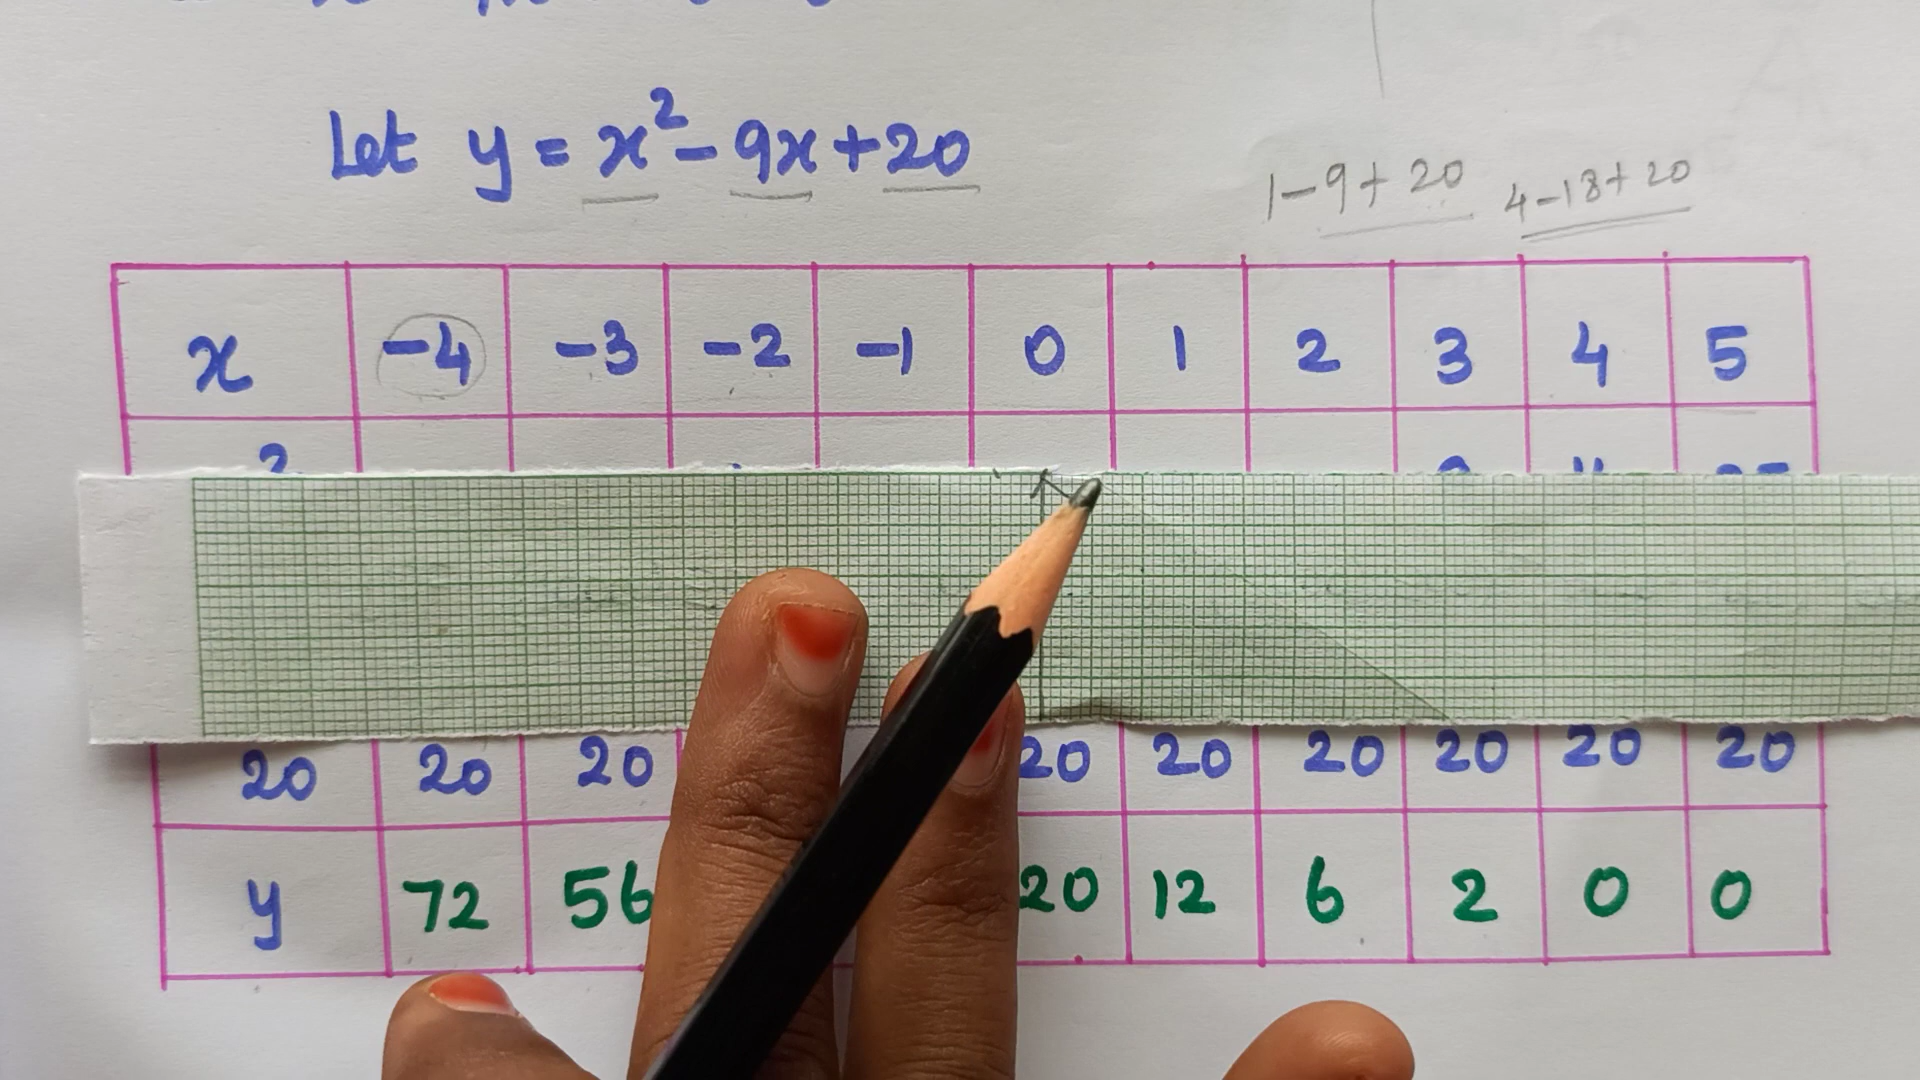 Let y = x² - 9x + 20
1 - 9 + 20 4 - 18 + 20
x -4 -3 -2 -1 0 1 2 3 4 5
20 20 20 20 20 20 20 20 20
y 72 56 20 12 6 2 0 0